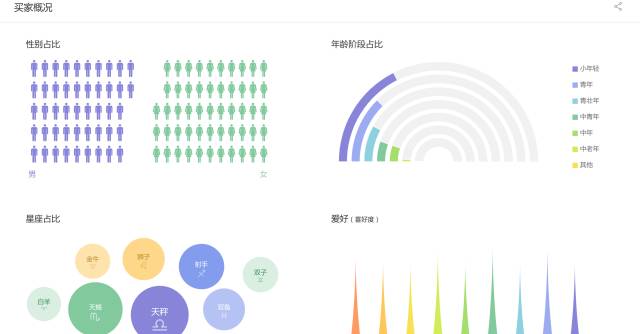 买家概况
性别占比
男
女
年龄阶段占比
小年轻
青年
青壮年
中青年
中年
中老年
其他
星座占比
金牛
狮子
射手
双子
白羊
天蝎
天秤
双鱼
爱好（喜好度）